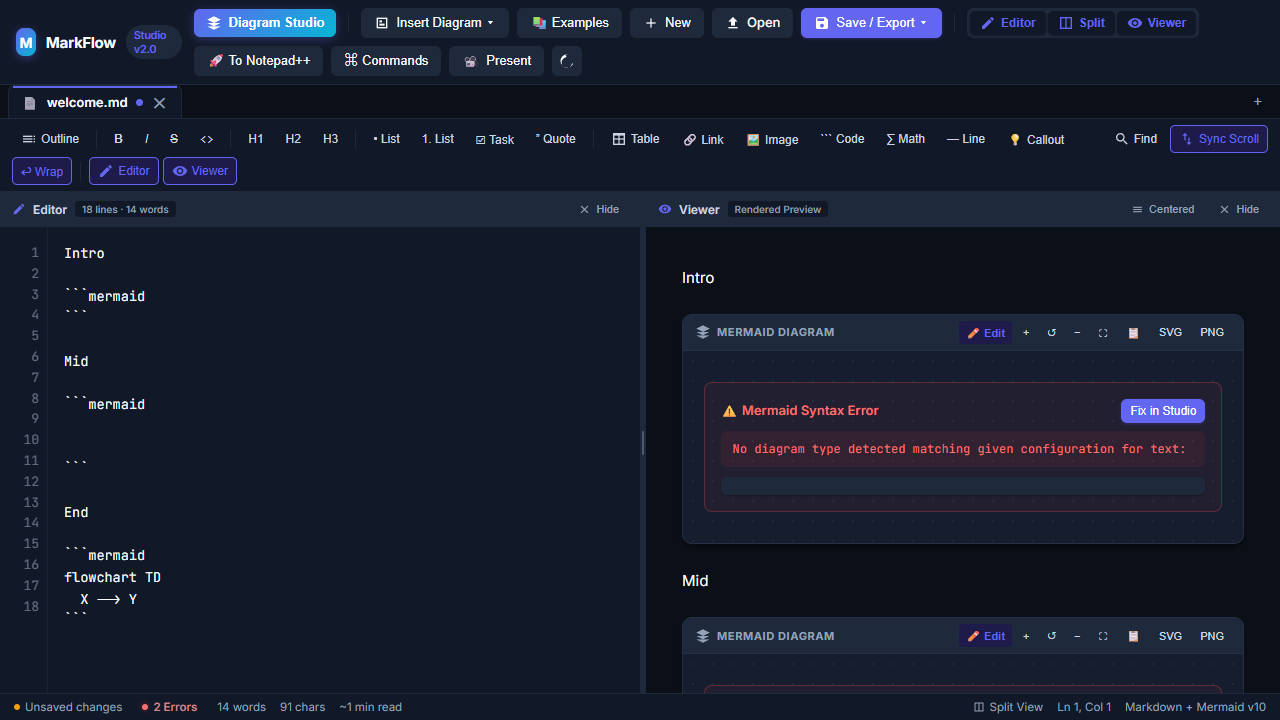 M MarkFlow Studio v2.0
Diagram Studio Insert Diagram Examples + New Open Save / Export Editor Split Viewer
To Notepad++ ⌘ Commands Present
welcome.md +
Outline B I S <> H1 H2 H3 • List 1. List ☑ Task " Quote Table Link Image ``` Code ∑ Math — Line Callout Find Sync Scroll
↩ Wrap Editor Viewer
Editor 18 lines · 14 words ✕ Hide
Viewer Rendered Preview ≡ Centered ✕ Hide
1 Intro
2
3 ```mermaid
4 ```
5
6 Mid
7
8 ```mermaid
9
10
11 ```
12
13 End
14
15 ```mermaid
16 flowchart TD
17 X --> Y
18 ```
Intro
MERMAID DIAGRAM Edit + ↺ − ⛶ SVG PNG
⚠ Mermaid Syntax Error Fix in Studio
No diagram type detected matching given configuration for text:
Mid
MERMAID DIAGRAM Edit + ↺ − ⛶ SVG PNG
Unsaved changes 2 Errors 14 words 91 chars ~1 min read Split View Ln 1, Col 1 Markdown + Mermaid v10